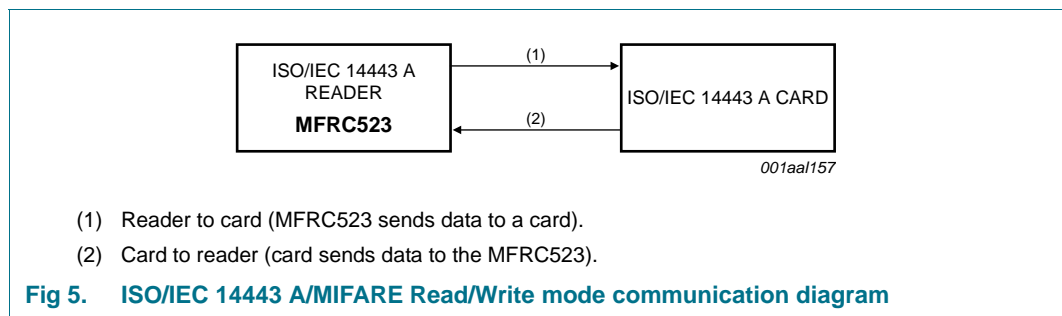 ISO/IEC 14443 A
READER
MFRC523
(1)
(2)
ISO/IEC 14443 A CARD
001aal157
(1) Reader to card (MFRC523 sends data to a card).
(2) Card to reader (card sends data to the MFRC523).
Fig 5. ISO/IEC 14443 A/MIFARE Read/Write mode communication diagram